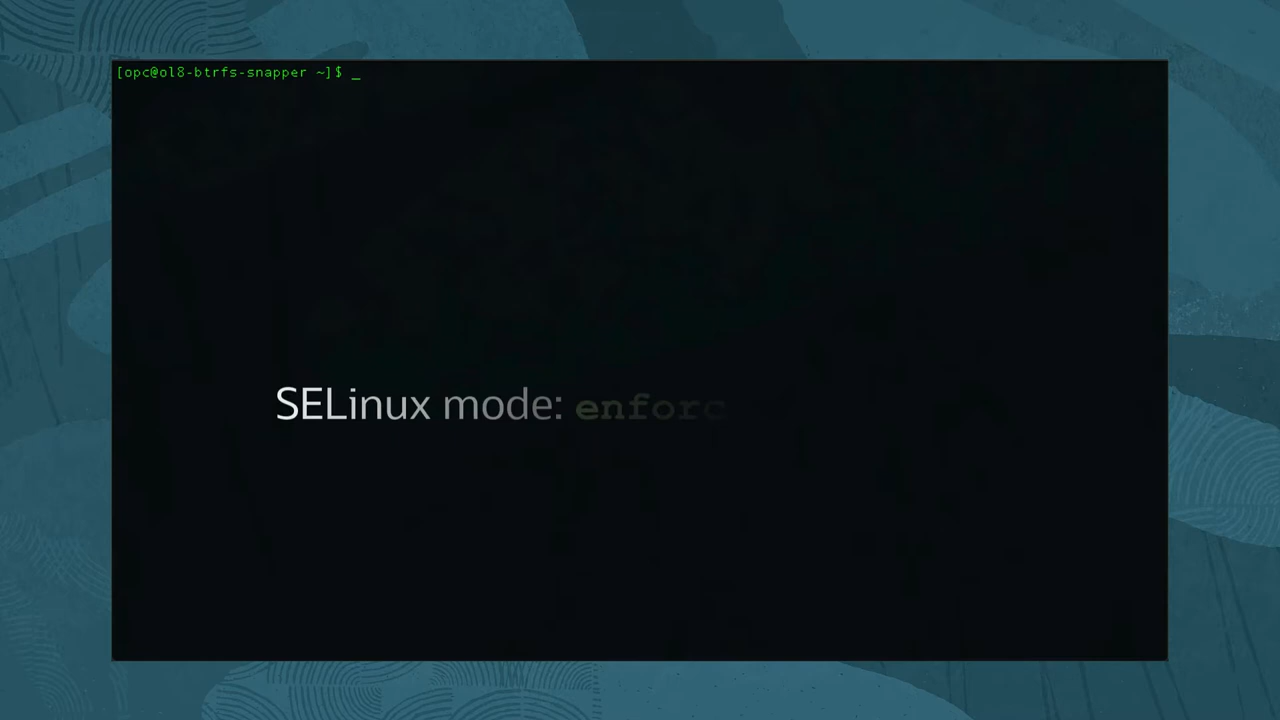 [opc@ol8-btrfs-snapper ~]$ _
SELinux mode: enforc